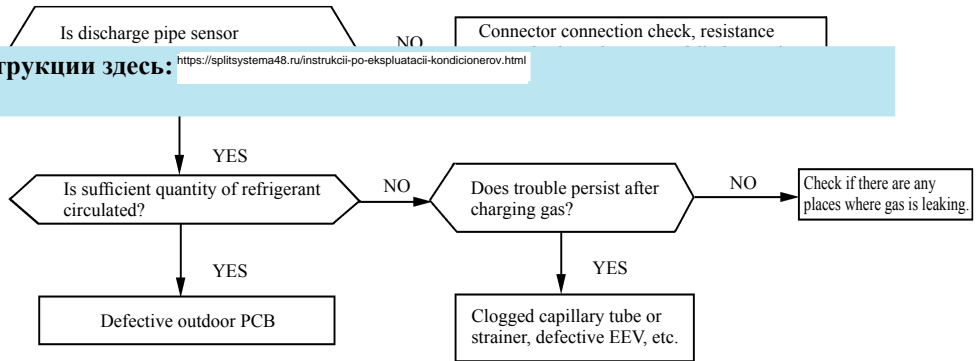 Is discharge pipe sensor
NO
Connector connection check, resistance
трукции здесь: https://splitsystema48.ru/instrukcii-po-ekspluatacii-kondicionerov.html
YES
Is sufficient quantity of refrigerant
circulated?
NO
Does trouble persist after
charging gas?
NO
Check if there are any
places where gas is leaking.
YES
Defective outdoor PCB
YES
Clogged capillary tube or
strainer, defective EEV, etc.